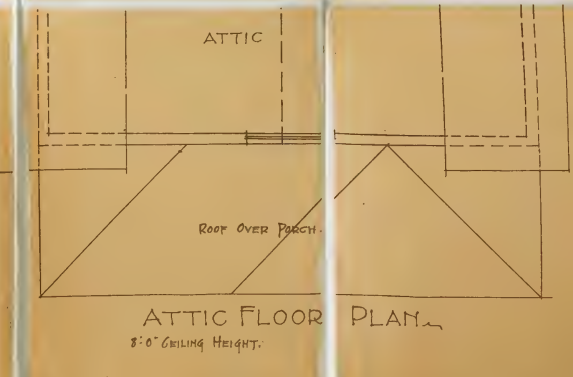 ATTIC
ROOF OVER PORCH.
ATTIC FLOOR PLAN
8'-0" CEILING HEIGHT.